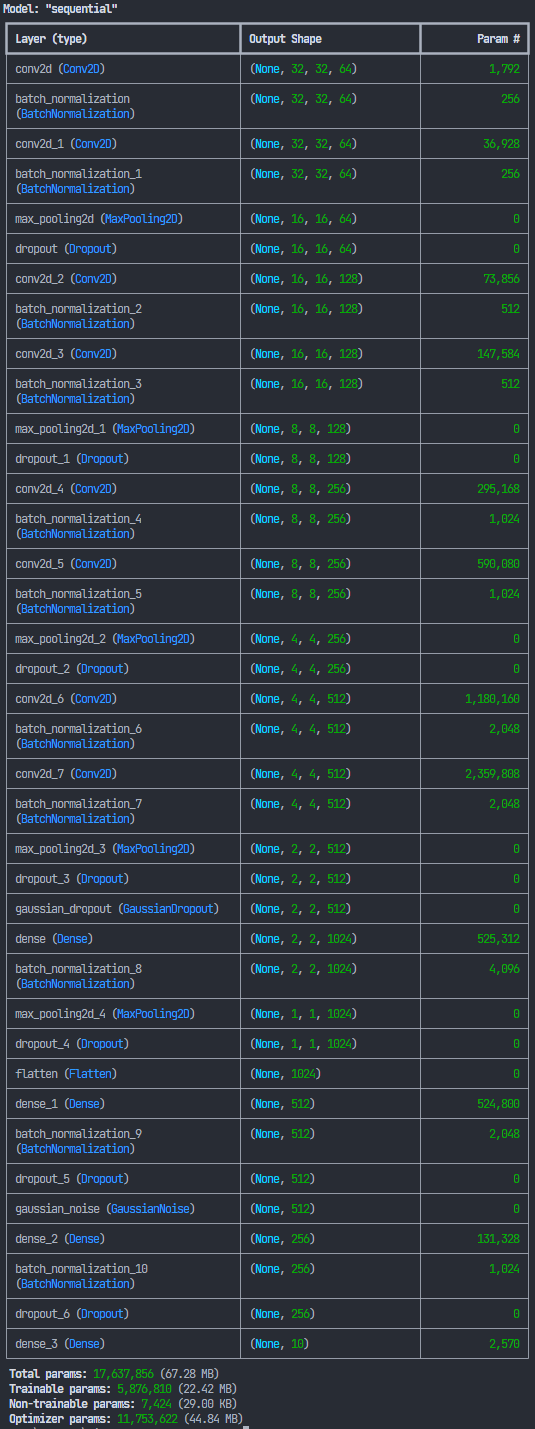 Model: "sequential"
Layer (type) Output Shape Param #
conv2d (Conv2D) (None, 32, 32, 64) 1,792
batch_normalization (None, 32, 32, 64) 256
(BatchNormalization)
conv2d_1 (Conv2D) (None, 32, 32, 64) 36,928
batch_normalization_1 (None, 32, 32, 64) 256
(BatchNormalization)
max_pooling2d (MaxPooling2D) (None, 16, 16, 64) 0
dropout (Dropout) (None, 16, 16, 64) 0
conv2d_2 (Conv2D) (None, 16, 16, 128) 73,856
batch_normalization_2 (None, 16, 16, 128) 512
(BatchNormalization)
conv2d_3 (Conv2D) (None, 16, 16, 128) 147,584
batch_normalization_3 (None, 16, 16, 128) 512
(BatchNormalization)
max_pooling2d_1 (MaxPooling2D) (None, 8, 8, 128) 0
dropout_1 (Dropout) (None, 8, 8, 128) 0
conv2d_4 (Conv2D) (None, 8, 8, 256) 295,168
batch_normalization_4 (None, 8, 8, 256) 1,024
(BatchNormalization)
conv2d_5 (Conv2D) (None, 8, 8, 256) 590,080
batch_normalization_5 (None, 8, 8, 256) 1,024
(BatchNormalization)
max_pooling2d_2 (MaxPooling2D) (None, 4, 4, 256) 0
dropout_2 (Dropout) (None, 4, 4, 256) 0
conv2d_6 (Conv2D) (None, 4, 4, 512) 1,180,160
batch_normalization_6 (None, 4, 4, 512) 2,048
(BatchNormalization)
conv2d_7 (Conv2D) (None, 4, 4, 512) 2,359,808
batch_normalization_7 (None, 4, 4, 512) 2,048
(BatchNormalization)
max_pooling2d_3 (MaxPooling2D) (None, 2, 2, 512) 0
dropout_3 (Dropout) (None, 2, 2, 512) 0
gaussian_dropout (GaussianDropout) (None, 2, 2, 512) 0
dense (Dense) (None, 2, 2, 1024) 525,312
batch_normalization_8 (None, 2, 2, 1024) 4,096
(BatchNormalization)
max_pooling2d_4 (MaxPooling2D) (None, 1, 1, 1024) 0
dropout_4 (Dropout) (None, 1, 1, 1024) 0
flatten (Flatten) (None, 1024) 0
dense_1 (Dense) (None, 512) 524,800
batch_normalization_9 (None, 512) 2,048
(BatchNormalization)
dropout_5 (Dropout) (None, 512) 0
gaussian_noise (GaussianNoise) (None, 512) 0
dense_2 (Dense) (None, 256) 131,328
batch_normalization_10 (None, 256) 1,024
(BatchNormalization)
dropout_6 (Dropout) (None, 256) 0
dense_3 (Dense) (None, 10) 2,570
Total params: 17,637,856 (67.28 MB)
Trainable params: 5,876,810 (22.42 MB)
Non-trainable params: 7,424 (29.00 KB)
Optimizer params: 11,753,622 (44.84 MB)